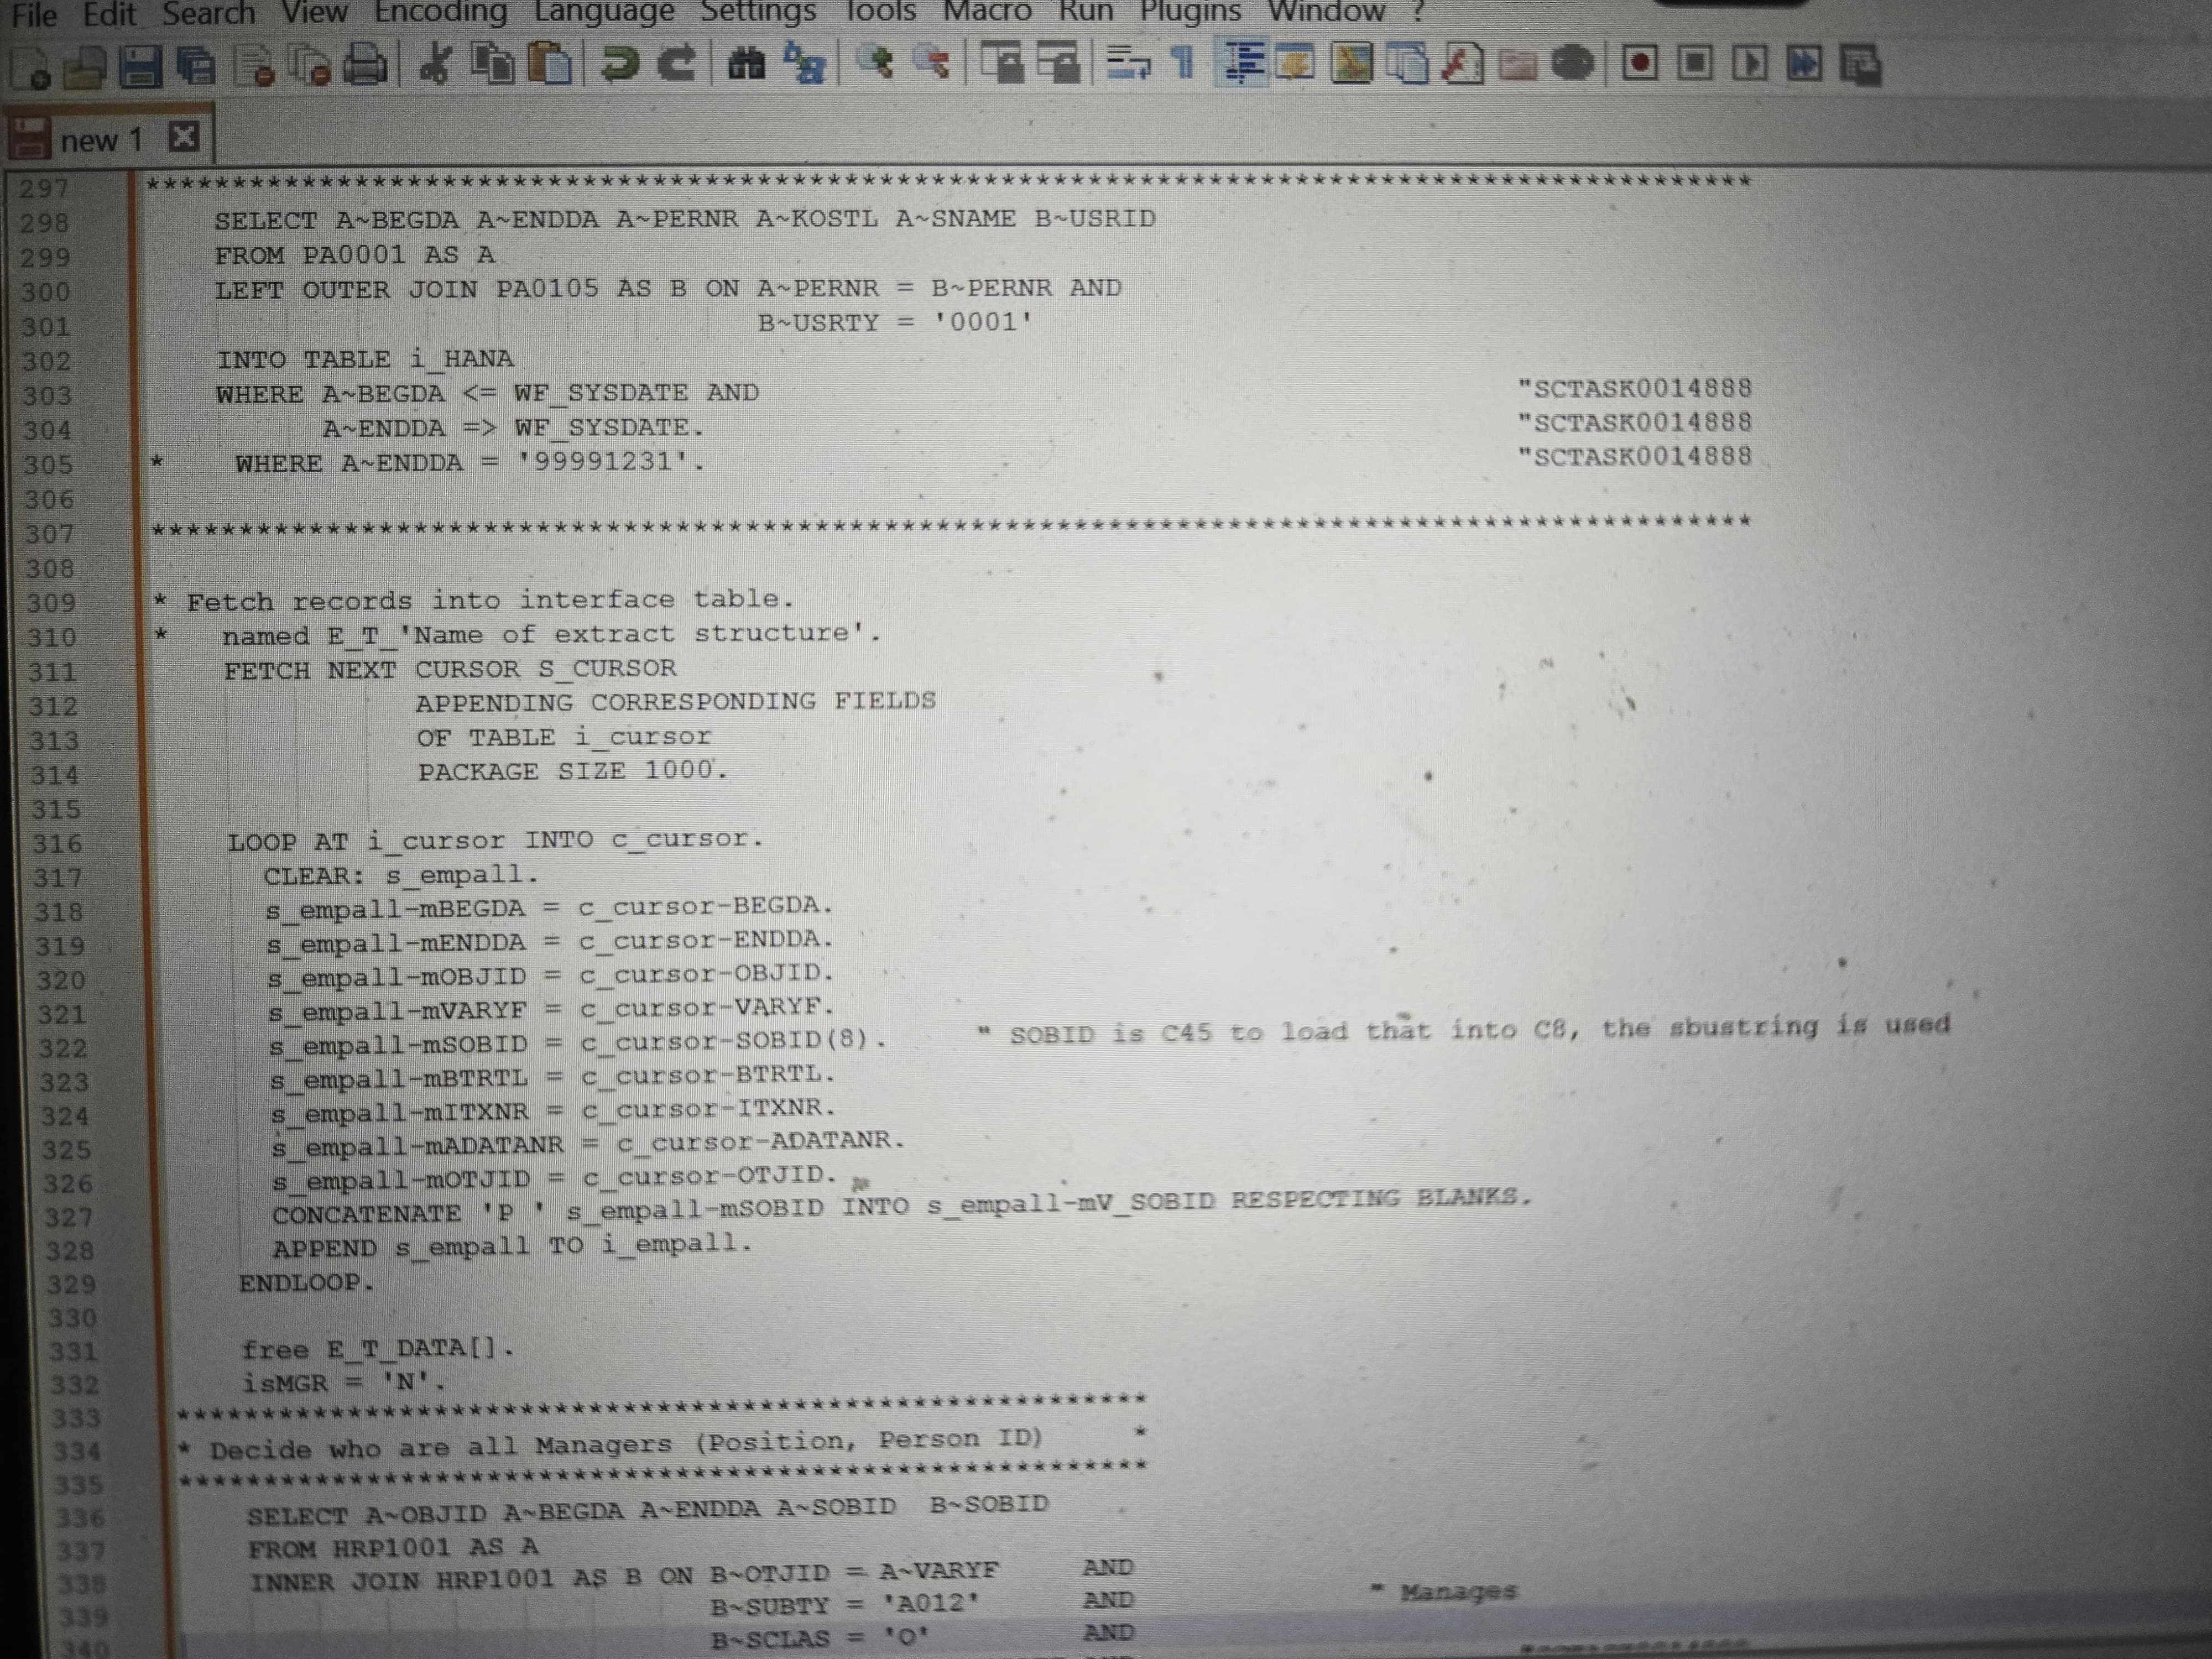 File Edit Search View Encoding Language Settings Tools Macro Run Plugins Window ?
new 1
297 *********************************************************************************************
298 SELECT A~BEGDA A~ENDDA A~PERNR A~KOSTL A~SNAME B~USRID
299 FROM PA0001 AS A
300 LEFT OUTER JOIN PA0105 AS B ON A~PERNR = B~PERNR AND
301 B~USRTY = '0001'
302 INTO TABLE i_HANA
303 WHERE A~BEGDA <= WF_SYSDATE AND "SCTASK0014888
304 A~ENDDA => WF_SYSDATE. "SCTASK0014888
305 * WHERE A~ENDDA = '99991231'. "SCTASK0014888
306
307 *********************************************************************************************
308
309 * Fetch records into interface table.
310 * named E_T_'Name of extract structure'.
311 FETCH NEXT CURSOR S_CURSOR
312 APPENDING CORRESPONDING FIELDS
313 OF TABLE i_cursor
314 PACKAGE SIZE 1000.
315
316 LOOP AT i_cursor INTO c_cursor.
317 CLEAR: s_empall.
318 s_empall-mBEGDA = c_cursor-BEGDA.
319 s_empall-mENDDA = c_cursor-ENDDA.
320 s_empall-mOBJID = c_cursor-OBJID.
321 s_empall-mVARYF = c_cursor-VARYF.
322 s_empall-mSOBID = c_cursor-SOBID(8). " SOBID is C45 to load that into C8, the sbustring is used
323 s_empall-mBTRTL = c_cursor-BTRTL.
324 s_empall-mITXNR = c_cursor-ITXNR.
325 s_empall-mADATANR = c_cursor-ADATANR.
326 s_empall-mOTJID = c_cursor-OTJID.
327 CONCATENATE 'P ' s_empall-mSOBID INTO s_empall-mV_SOBID RESPECTING BLANKS.
328 APPEND s_empall TO i_empall.
329 ENDLOOP.
330
331 free E_T_DATA[].
332 isMGR = 'N'.
333 *********************************************************
334 * Decide who are all Managers (Position, Person ID) *
335 *********************************************************
336 SELECT A~OBJID A~BEGDA A~ENDDA A~SOBID B~SOBID
337 FROM HRP1001 AS A
338 INNER JOIN HRP1001 AS B ON B~OTJID = A~VARYF AND
339 B~SUBTY = 'A012' AND " Manages
340 B~SCLAS = 'O' AND